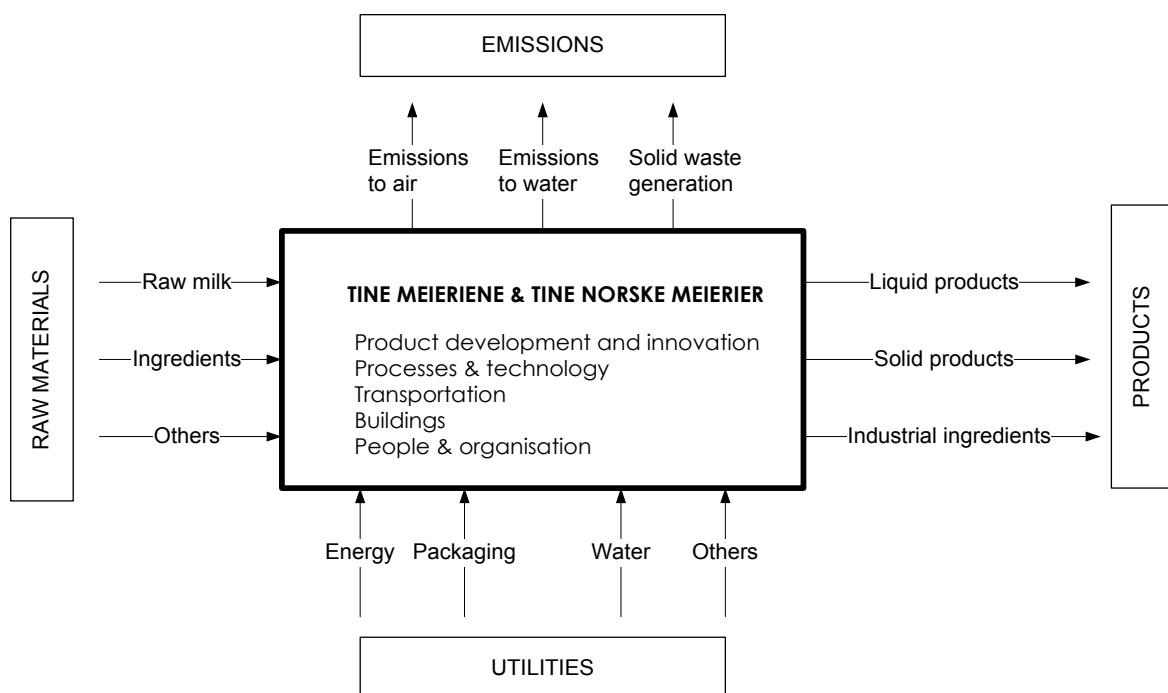 EMISSIONS
Emissions
to air
Emissions
to water
Solid waste
generation
RAW MATERIALS
Raw milk
Ingredients
Others
TINE MEIERIENE & TINE NORSKE MEIERIER
Product development and innovation
Processes & technology
Transportation
Buildings
People & organisation
Liquid products
Solid products
Industrial ingredients
PRODUCTS
Energy
Packaging
Water
Others
UTILITIES